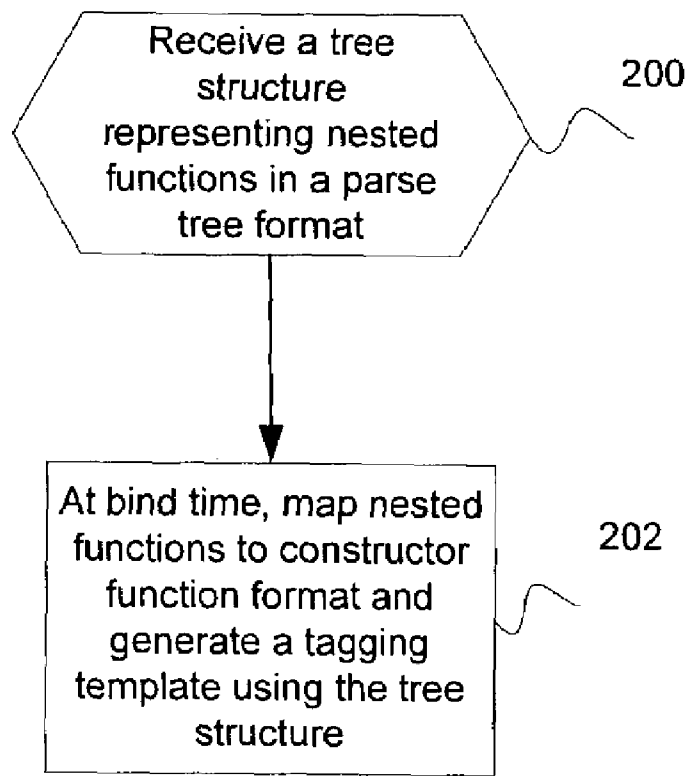 Receive a tree
structure
representing nested
functions in a parse
tree format
200
At bind time, map nested
functions to constructor
function format and
generate a tagging
template using the tree
structure
202